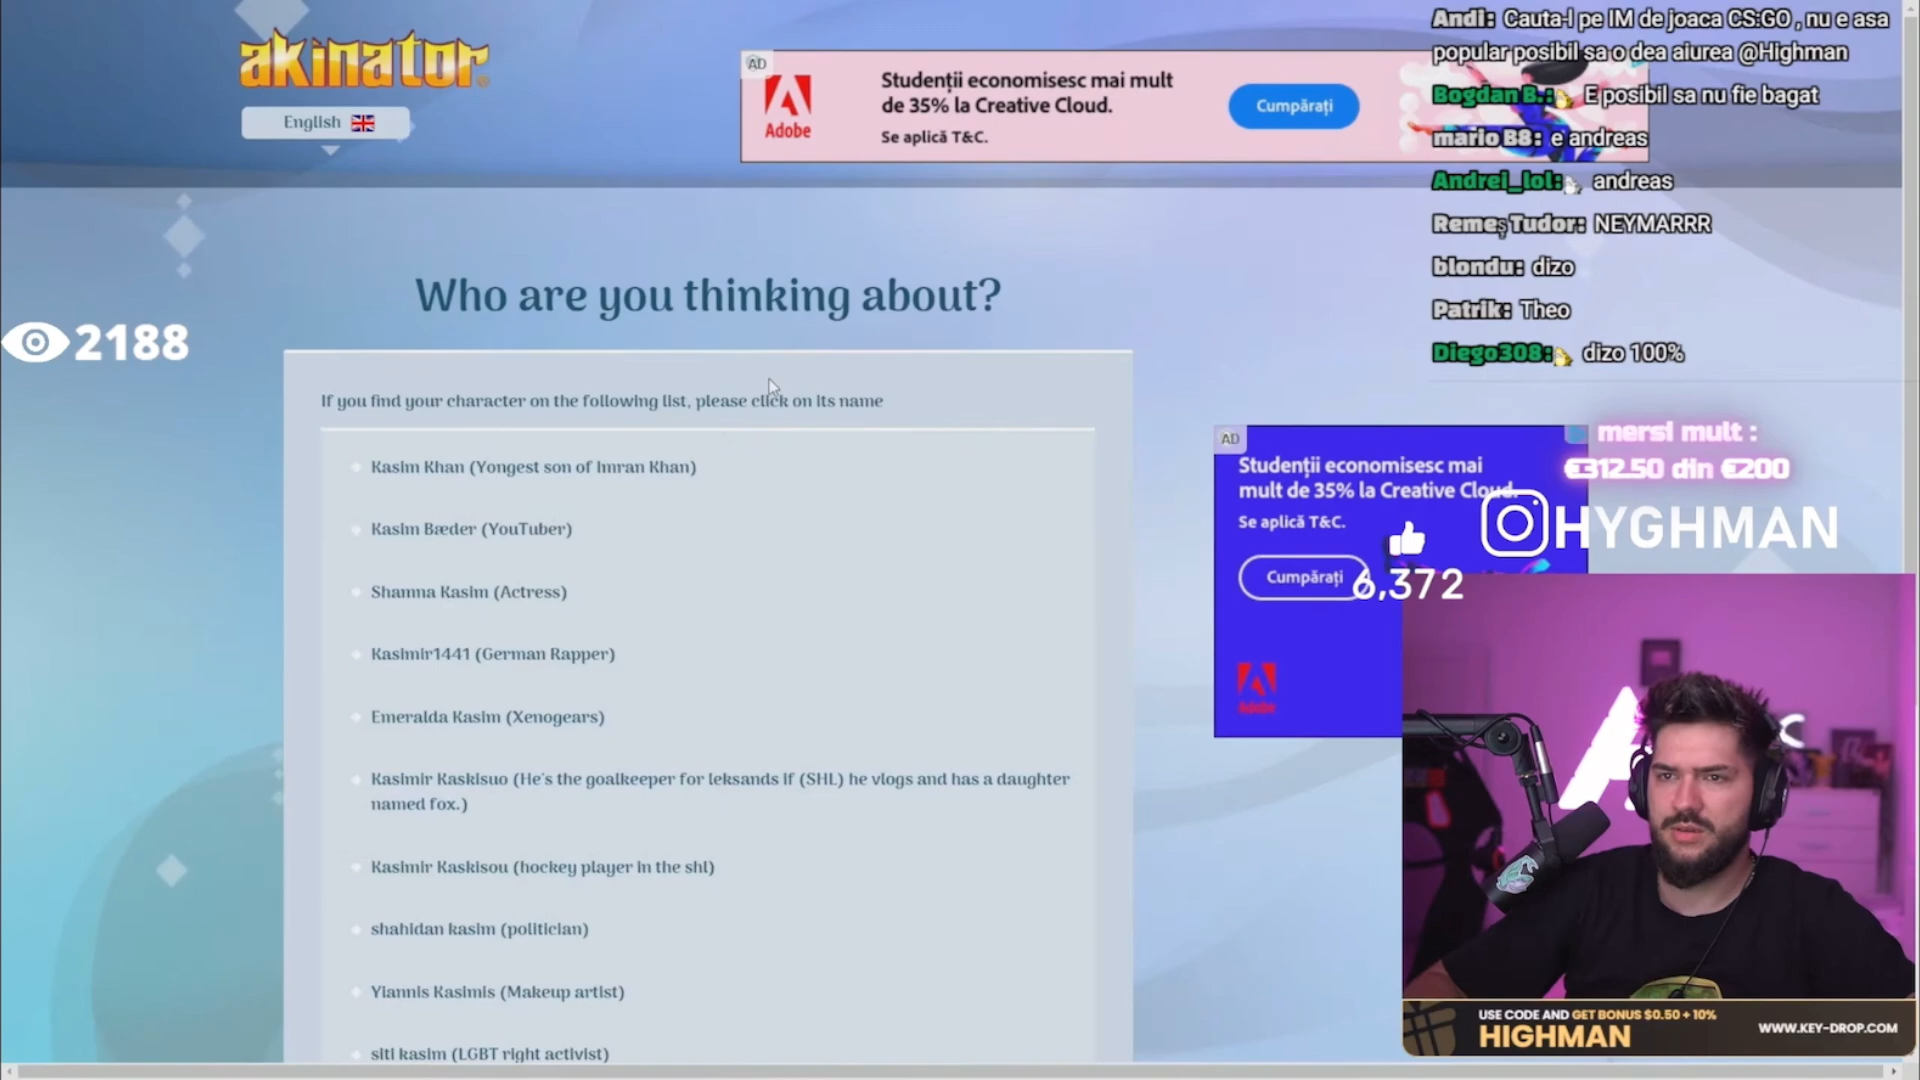 akinator
English
AD
Studenții economisesc mai mult
de 35% la Creative Cloud.
Se aplică T&C.
Adobe
Cumpărați
Andi: Cauta-l pe IM de joaca CS:GO , nu e asa
popular posibil sa o dea aiurea @Highman
Bogdan B.: E posibil sa nu fie bagat
mario B8: e andreas
Andrei_lol: andreas
Remeș Tudor: NEYMARRR
blondu: dizo
Patrik: Theo
Diego308: dizo 100%
Who are you thinking about?
2188
If you find your character on the following list, please click on its name
Kasim Khan (Yongest son of Imran Khan)
Kasim Bæder (YouTuber)
Shamna Kasim (Actress)
Kasimir1441 (German Rapper)
Emeralda Kasim (Xenogears)
Kasimir Kaskisuo (He's the goalkeeper for leksands if (SHL) he vlogs and has a daughter
named fox.)
Kasimir Kaskisou (hockey player in the shl)
shahidan kasim (politician)
Yiannis Kasimis (Makeup artist)
siti kasim (LGBT right activist)
AD
Studenții economisesc mai
mult de 35% la Creative Cloud.
Se aplică T&C.
Cumpărați
Adobe
mersi mult :
€312.50 din €200
HYGHMAN
6,372
USE CODE AND GET BONUS $0.50 + 10%
HIGHMAN
WWW.KEY-DROP.COM